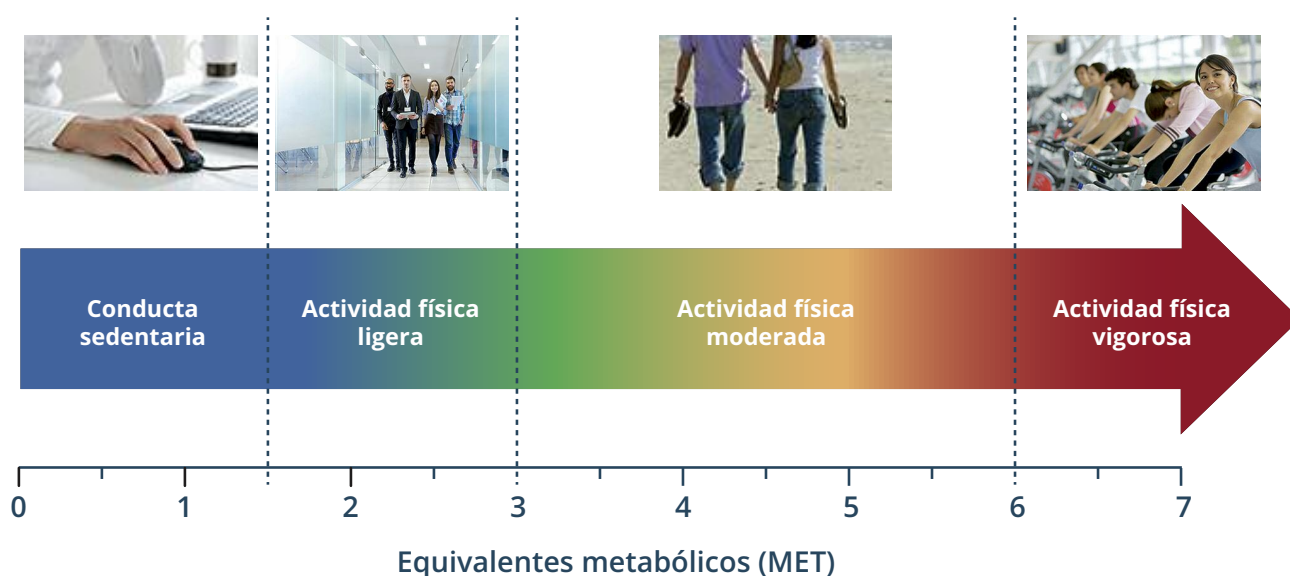 Conducta
sedentaria
Actividad física
ligera
Actividad física
moderada
Actividad física
vigorosa
0 1 2 3 4 5 6 7
Equivalentes metabólicos (MET)